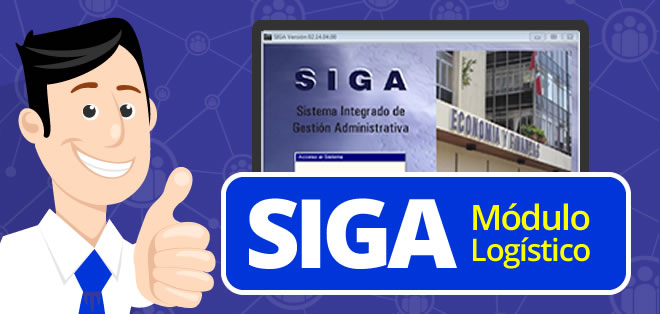 SIGA Versión 02.14.04.00
SIGA
Sistema Integrado de
Gestión Administrativa
ECONOMIA Y FINANZAS
Acceso al Sistema
SIGA
Módulo
Logístico